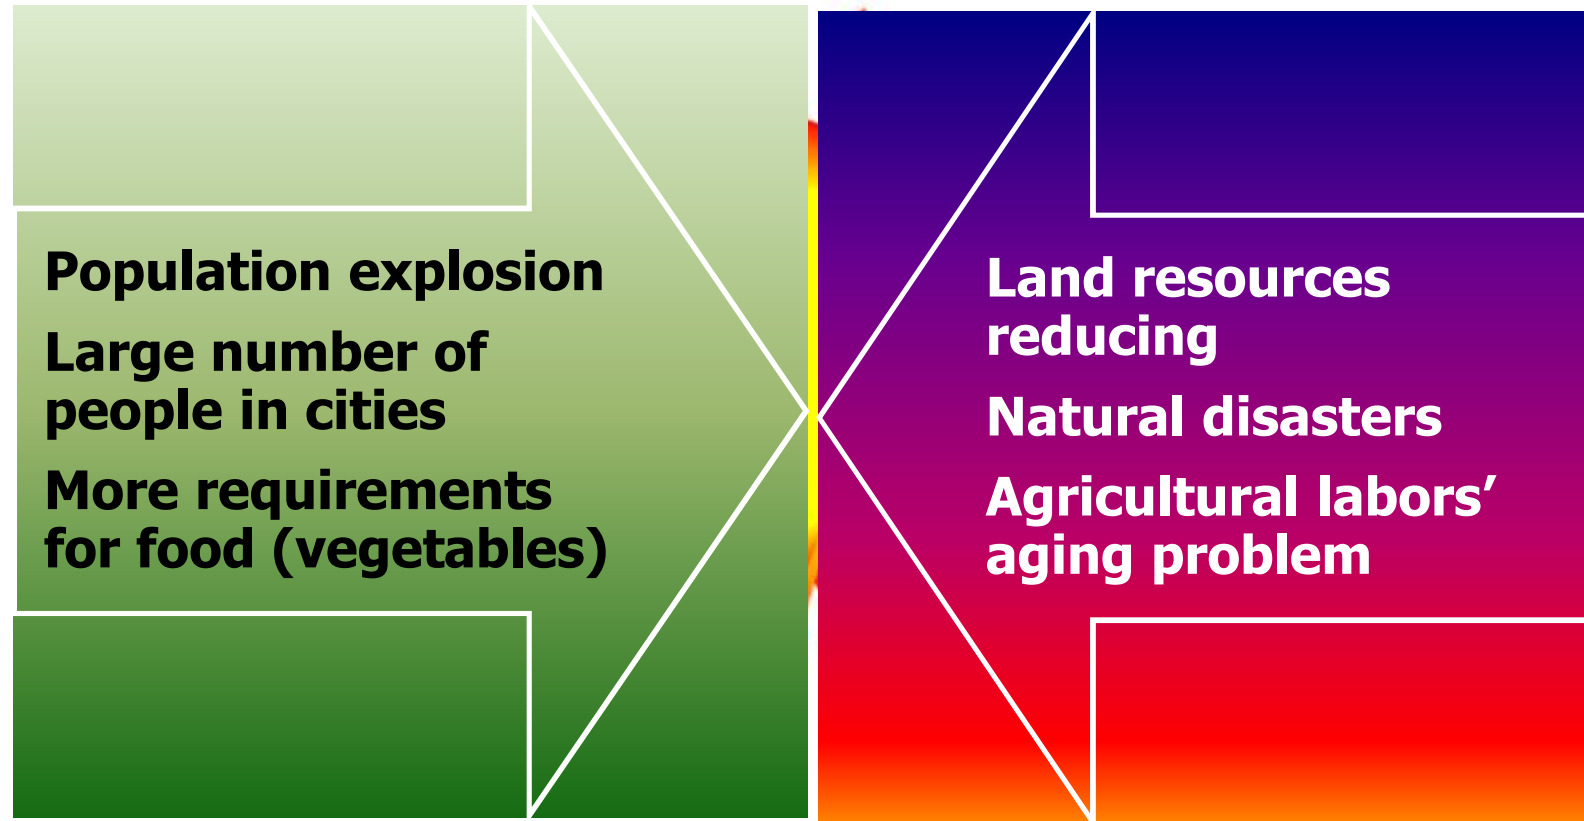 Population explosion
Large number of
people in cities
More requirements
for food (vegetables)
Land resources
reducing
Natural disasters
Agricultural labors’
aging problem